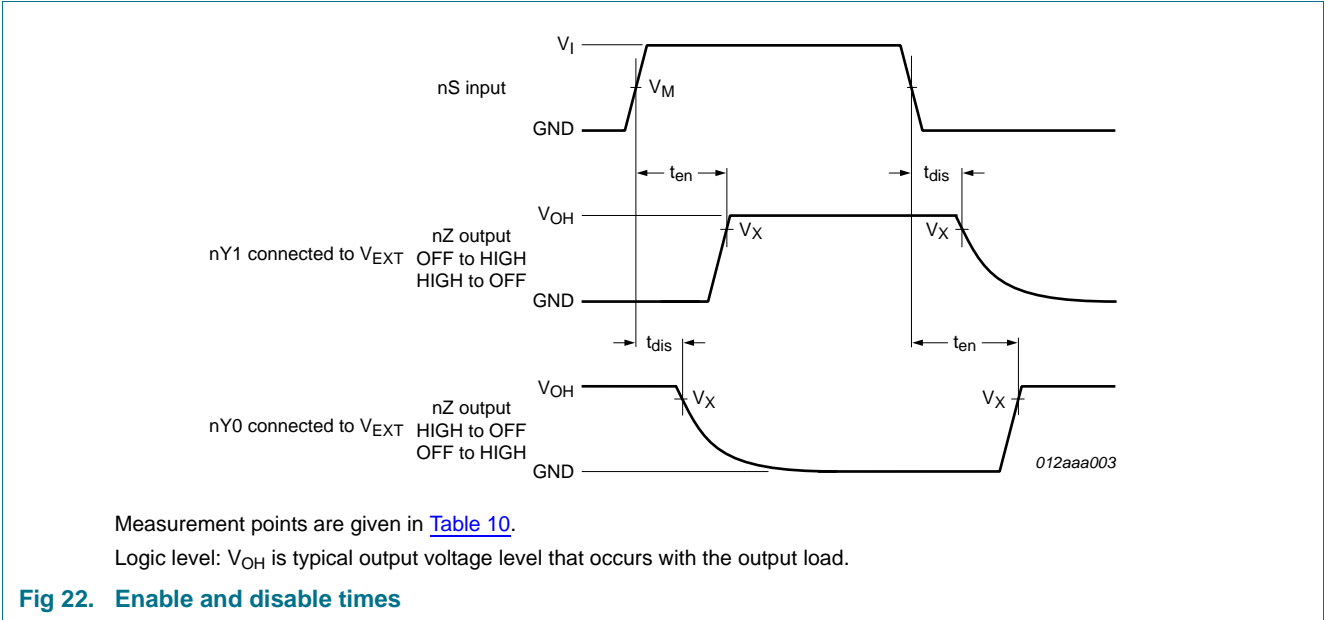 V_I
nS input
V_M
GND
t_en
t_dis
V_OH
V_X
V_X
nY1 connected to V_EXT
nZ output
OFF to HIGH
HIGH to OFF
GND
t_dis
t_en
V_OH
V_X
V_X
nY0 connected to V_EXT
nZ output
HIGH to OFF
OFF to HIGH
GND
012aaa003
Measurement points are given in Table 10.
Logic level: V_OH is typical output voltage level that occurs with the output load.
Fig 22. Enable and disable times